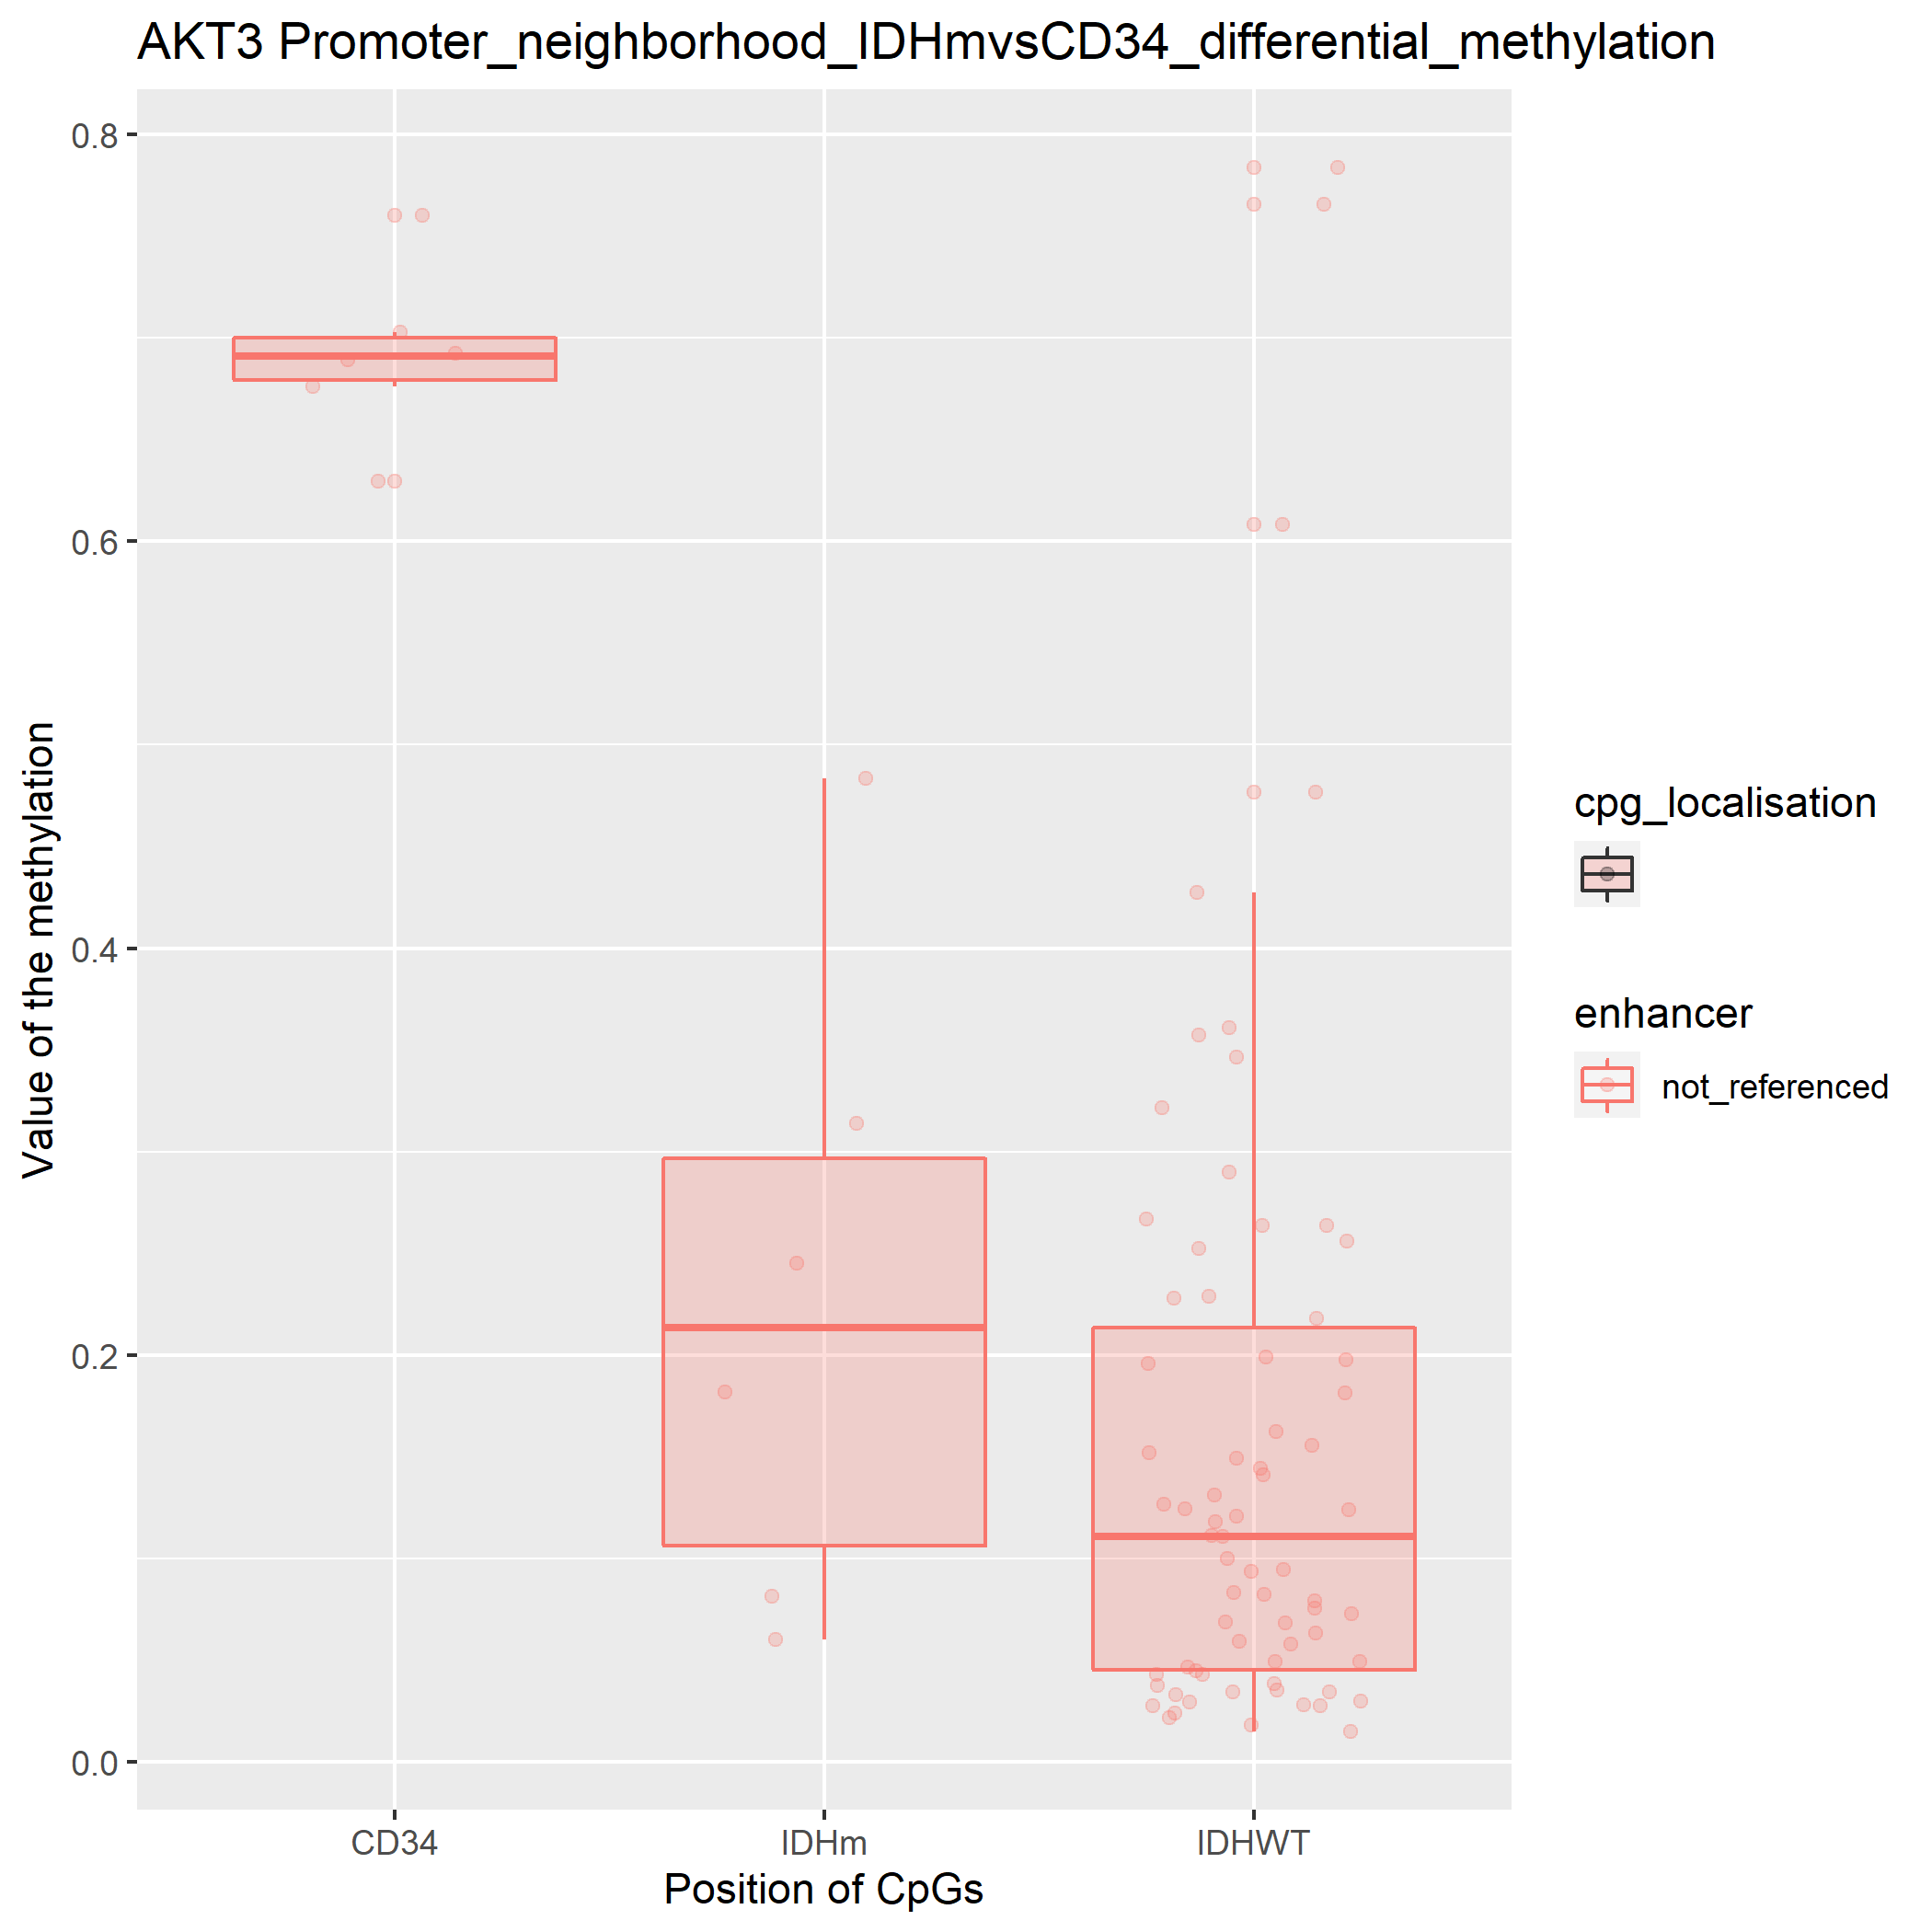 AKT3 Promoter_neighborhood_IDHmvsCD34_differential_methylation
Value of the methylation
0.8
0.6
0.4
0.2
0.0
CD34
IDHm
IDHWT
Position of CpGs
cpg_localisation
enhancer
not_referenced